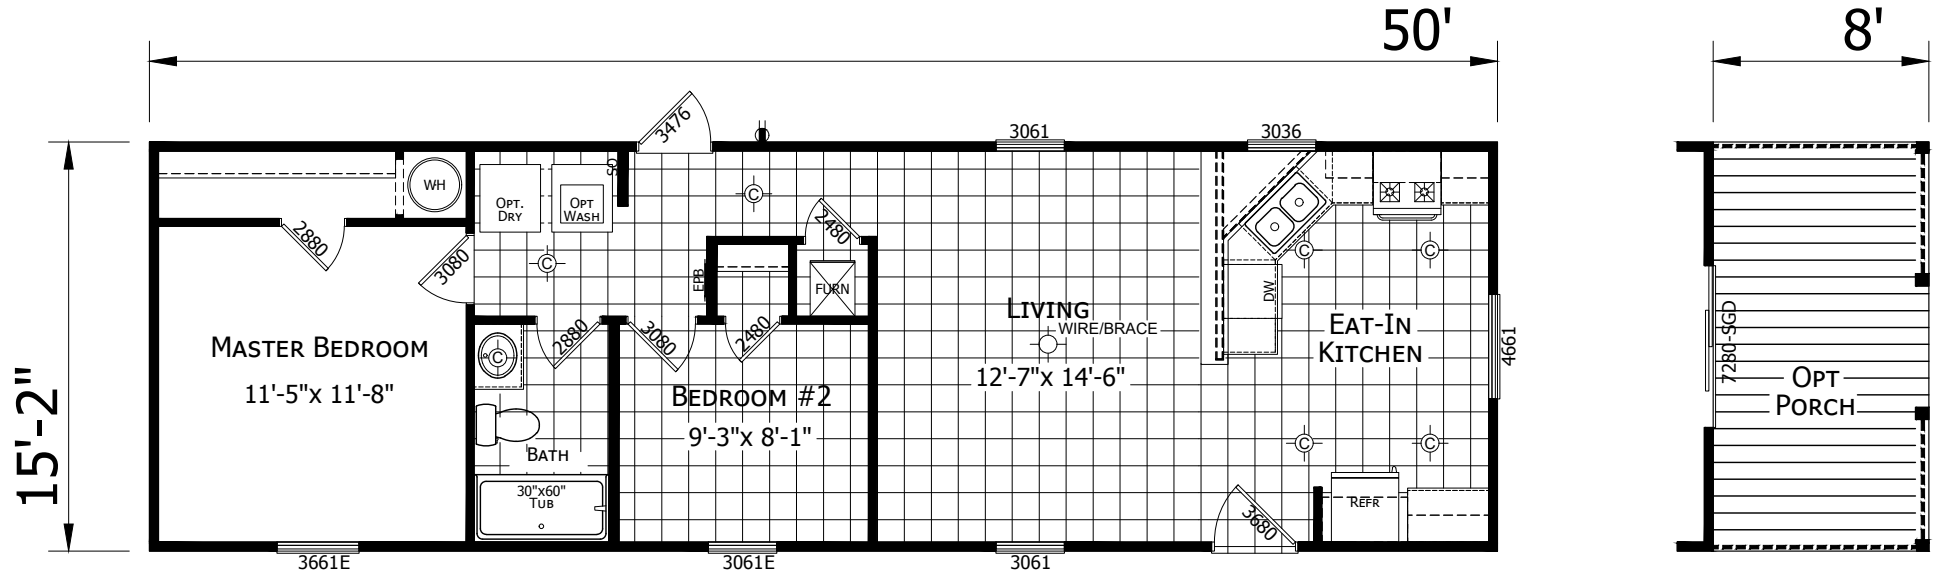 50'
8'
15'-2"
3476
3061
3036
WH
OPT.
DRY
OPT
WASH
SO
C
2880
3080
2480
C
EPB
FURN
C
C
DW
LIVING
WIRE/BRACE
12'-7"x 14'-6"
EAT-IN
KITCHEN
4661
7280-SGD
MASTER BEDROOM
11'-5"x 11'-8"
C
2880
3080
2480
BEDROOM #2
9'-3"x 8'-1"
OPT
PORCH
BATH
C
C
30"x60"
TUB
3680
REFR
3661E
3061E
3061